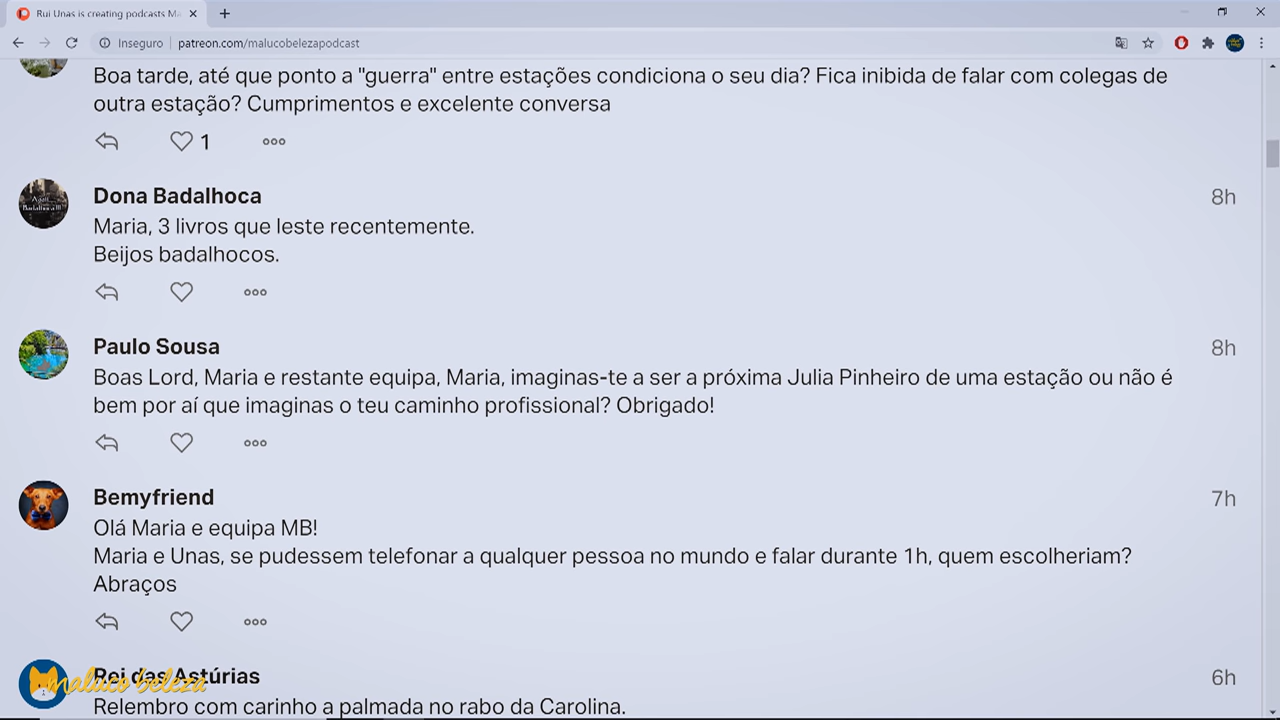 Rui Unas is creating podcasts
Inseguro
patreon.com/malucobelezapodcast
Boa tarde, até que ponto a "guerra" entre estações condiciona o seu dia? Fica inibida de falar com colegas de
outra estação? Cumprimentos e excelente conversa
1
Dona Badalhoca
8h
Maria, 3 livros que leste recentemente.
Beijos badalhocos.
Paulo Sousa
8h
Boas Lord, Maria e restante equipa, Maria, imaginas-te a ser a próxima Julia Pinheiro de uma estação ou não é
bem por aí que imaginas o teu caminho profissional? Obrigado!
Bemyfriend
7h
Olá Maria e equipa MB!
Maria e Unas, se pudessem telefonar a qualquer pessoa no mundo e falar durante 1h, quem escolheriam?
Abraços
Rei das Astúrias
6h
maluco beleza
Relembro com carinho a palmada no rabo da Carolina.